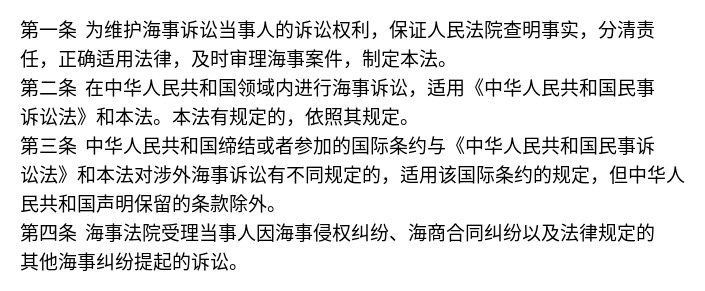 第一条 为维护海事诉讼当事人的诉讼权利，保证人民法院查明事实，分清责
任，正确适用法律，及时审理海事案件，制定本法。
第二条 在中华人民共和国领域内进行海事诉讼，适用《中华人民共和国民事
诉讼法》和本法。本法有规定的，依照其规定。
第三条 中华人民共和国缔结或者参加的国际条约与《中华人民共和国民事诉
讼法》和本法对涉外海事诉讼有不同规定的，适用该国际条约的规定，但中华人
民共和国声明保留的条款除外。
第四条 海事法院受理当事人因海事侵权纠纷、海商合同纠纷以及法律规定的
其他海事纠纷提起的诉讼。